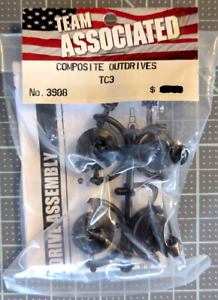 TEAM
ASSOCIATED
COMPOSITE OUTDRIVES
TC3
No. 3908
$
DRIVE ASSEMBLY